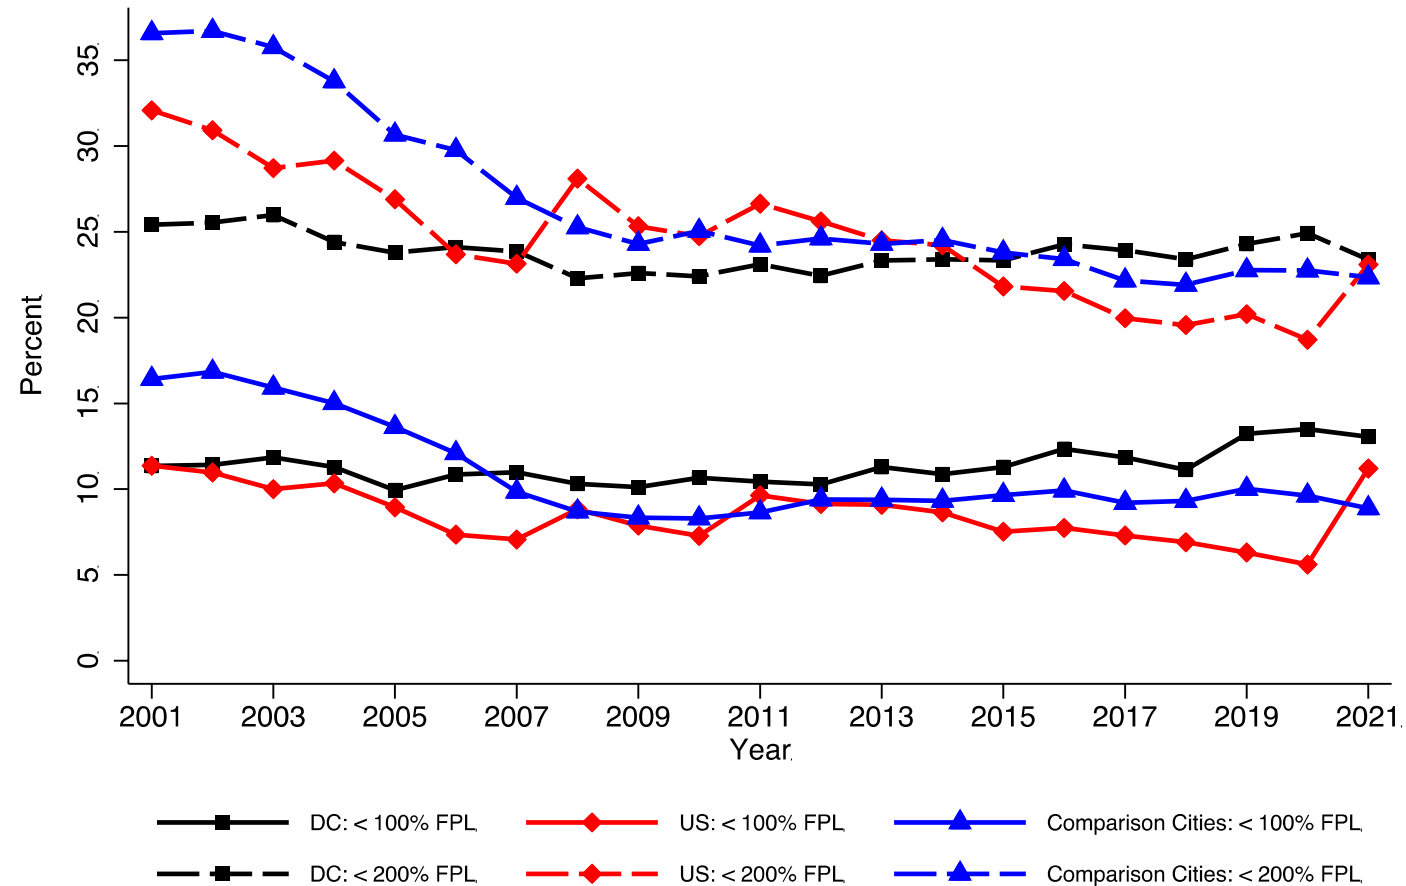 35
30
25
20
15
10
5
0
Percent
2001 2003 2005 2007 2009 2011 2013 2015 2017 2019 2021
Year
DC: < 100% FPL US: < 100% FPL Comparison Cities: < 100% FPL
DC: < 200% FPL US: < 200% FPL Comparison Cities: < 200% FPL